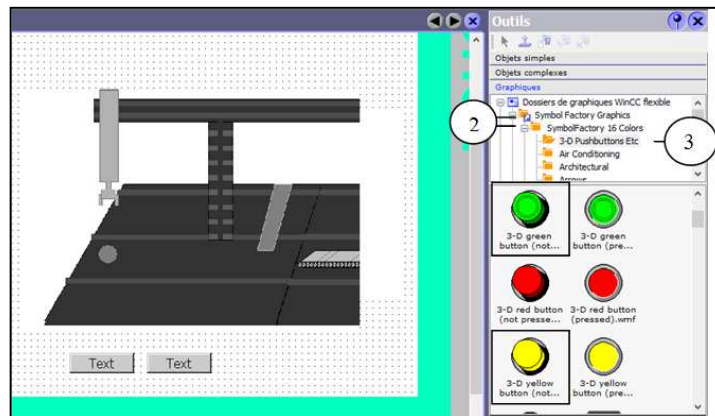 Outils
Objets simples
Objets complexes
Graphiques
Dossiers de graphiques WinCC flexible
Symbol Factory Graphics
SymbolFactory 16 Colors
3-D Pushbuttons Etc
Air Conditioning
Architectural
Arrows
2
3
3-D green
button (not...
3-D green
button (pre...
3-D red button
(not presse...
3-D red button
(pressed).wmf
3-D yellow
button (not...
3-D yellow
button (pre...
Text
Text